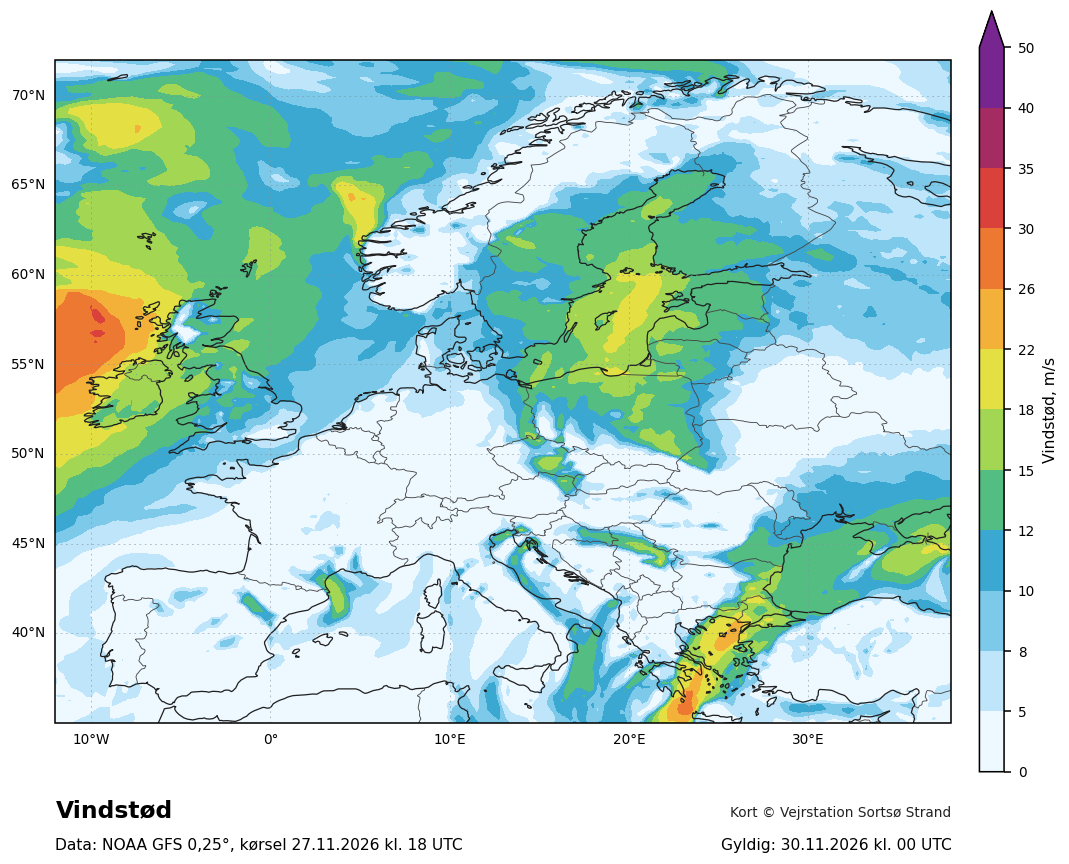 70°N
65°N
60°N
55°N
50°N
45°N
40°N
10°W
0°
10°E
20°E
30°E
50
40
35
30
26
22
18
15
12
10
8
5
0
Vindstød, m/s
Vindstød
Kort © Vejrstation Sortsø Strand
Data: NOAA GFS 0,25°, kørsel 27.11.2026 kl. 18 UTC
Gyldig: 30.11.2026 kl. 00 UTC